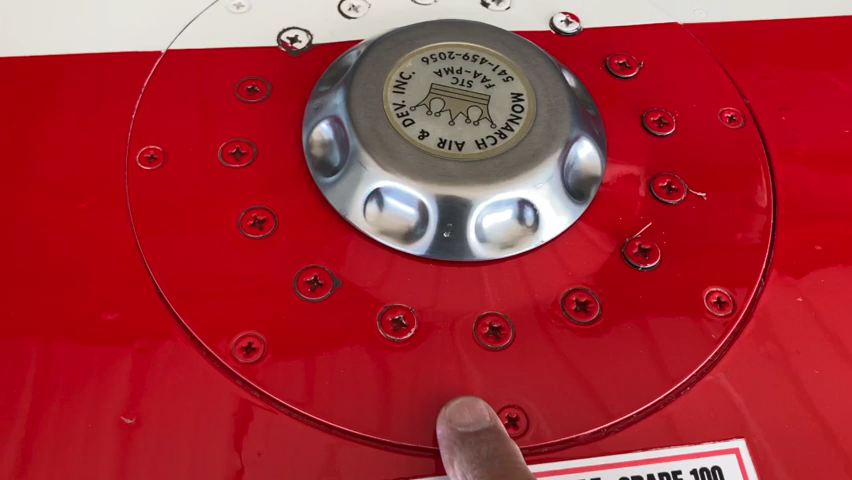 MONARCH AIR & DEV. INC.
STC
FAA-PMA
541-459-2056
GRADE 100